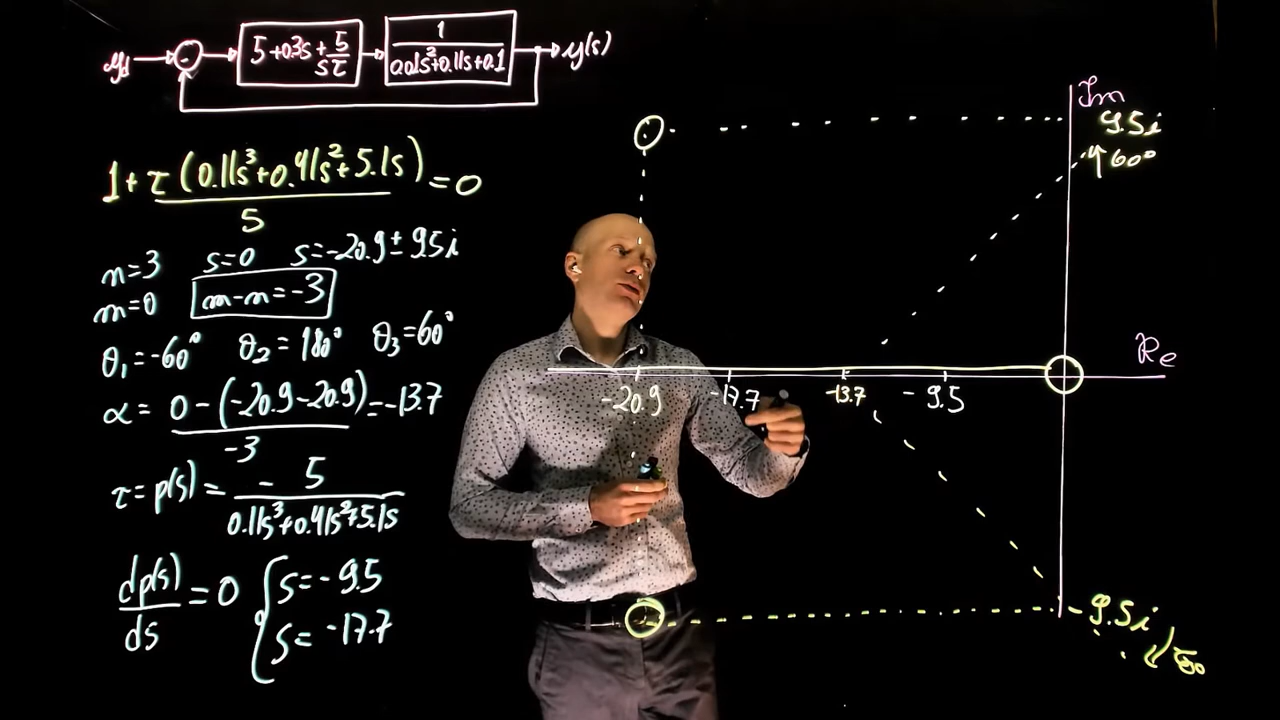 yd - 5+0.3s+5/sτ 1/0.01s²+0.11s+0.1 y(s)
1+τ(0.11s³+0.41s²+5.1s)/5=0
n=3 s=0 s=-20.9±9.5i
m=0 m-n=-3
θ₁=-60° θ₂=180° θ₃=60°
α=0-(-20.9-20.9)/-3=-13.7
τ=p(s)=-5/0.11s³+0.41s²+5.1s
dp(s)/ds=0 {s=-9.5
s=-17.7
Im
9.5i
60°
Re
-20.9 -17.7 -13.7 -9.5
-9.5i